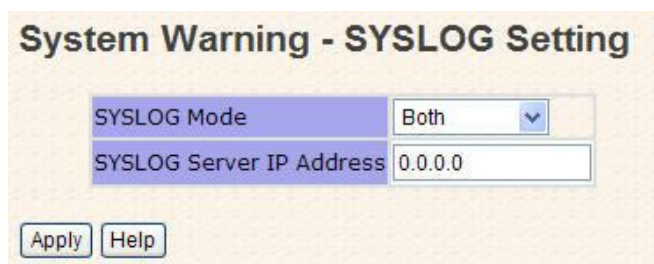 System Warning - SYSLOG Setting
SYSLOG Mode Both
SYSLOG Server IP Address 0.0.0.0
Apply Help